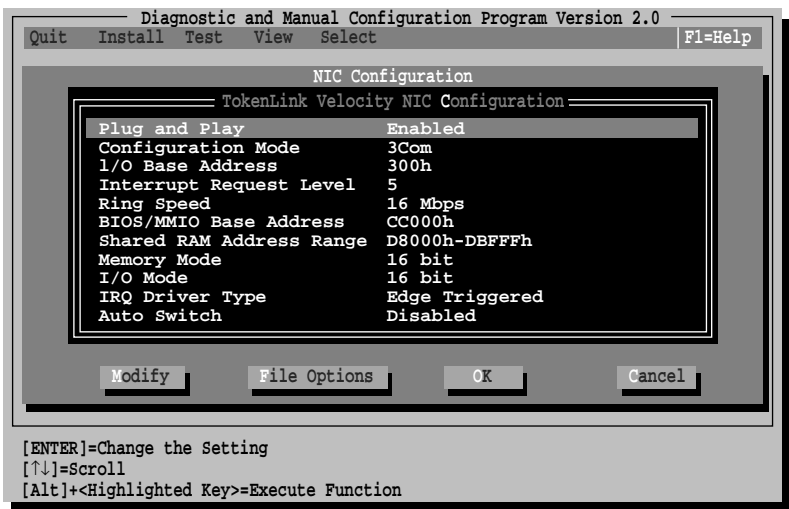 Diagnostic and Manual Configuration Program Version 2.0
Quit Install Test View Select F1=Help
NIC Configuration
TokenLink Velocity NIC Configuration
Plug and Play Enabled
Configuration Mode 3Com
l/O Base Address 300h
Interrupt Request Level 5
Ring Speed 16 Mbps
BIOS/MMIO Base Address CC000h
Shared RAM Address Range D8000h-DBFFFh
Memory Mode 16 bit
I/O Mode 16 bit
IRQ Driver Type Edge Triggered
Auto Switch Disabled
Modify File Options OK Cancel
[ENTER]=Change the Setting
[↑↓]=Scroll
[Alt]+<Highlighted Key>=Execute Function